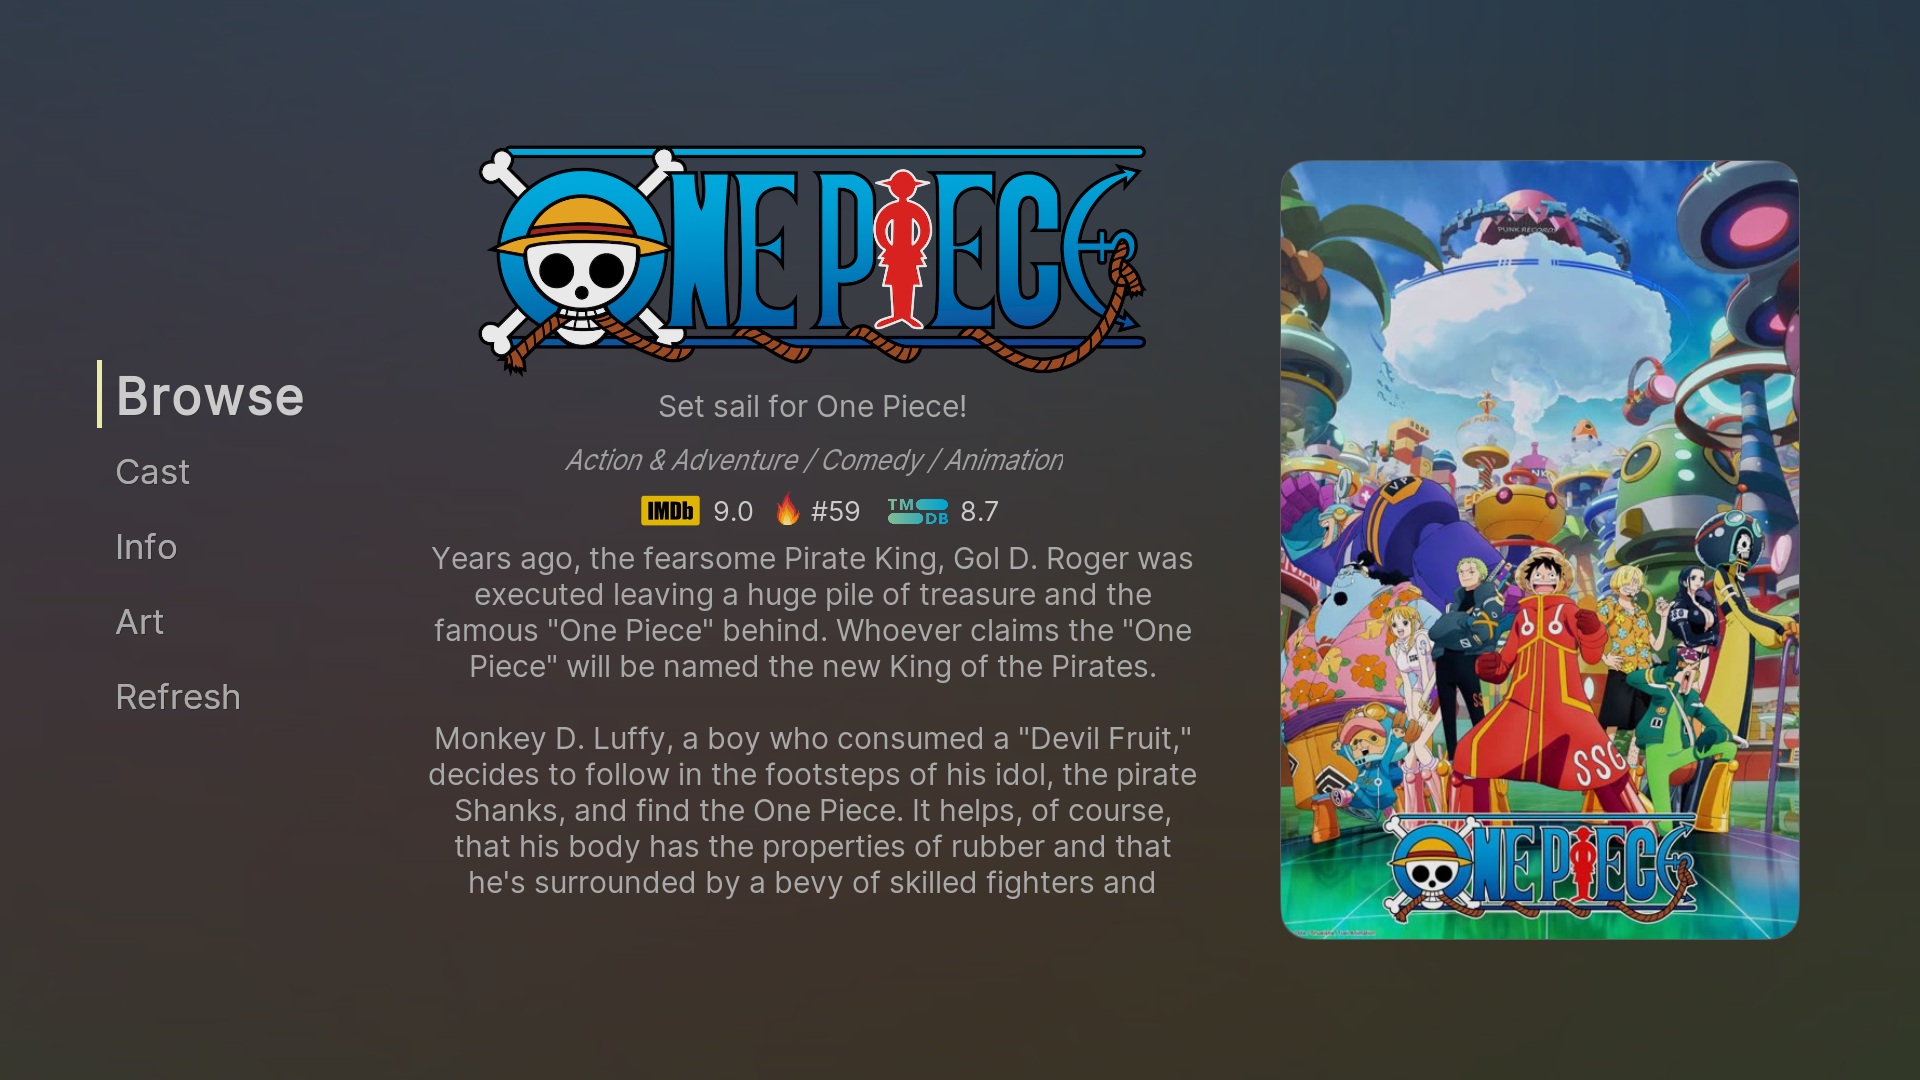 ONE PIECE
Browse
Cast
Info
Art
Refresh
Set sail for One Piece!
Action & Adventure / Comedy / Animation
IMDb 9.0 #59 TMDB 8.7
Years ago, the fearsome Pirate King, Gol D. Roger was
executed leaving a huge pile of treasure and the
famous "One Piece" behind. Whoever claims the "One
Piece" will be named the new King of the Pirates.
Monkey D. Luffy, a boy who consumed a "Devil Fruit,"
decides to follow in the footsteps of his idol, the pirate
Shanks, and find the One Piece. It helps, of course,
that his body has the properties of rubber and that
he's surrounded by a bevy of skilled fighters and
PUNK RECORDS
VP
SSG
ONE PIECE